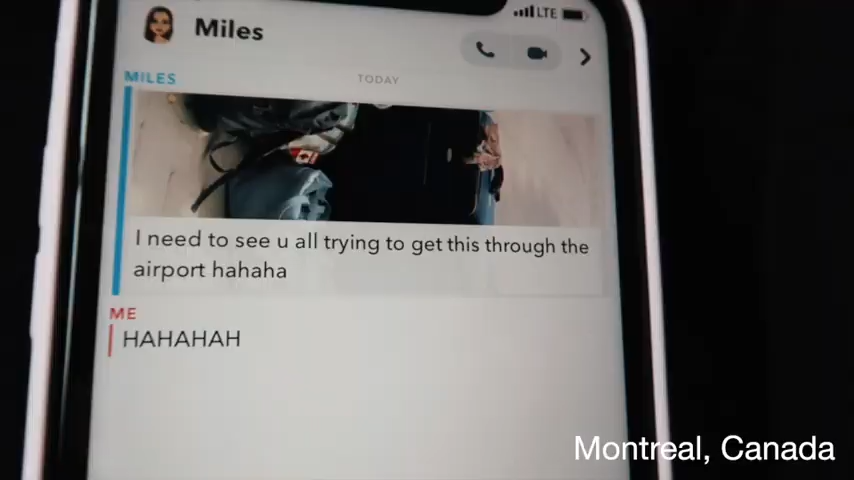 LTE
Miles
MILES
TODAY
I need to see u all trying to get this through the
airport hahaha
ME
HAHAHAH
Montreal, Canada